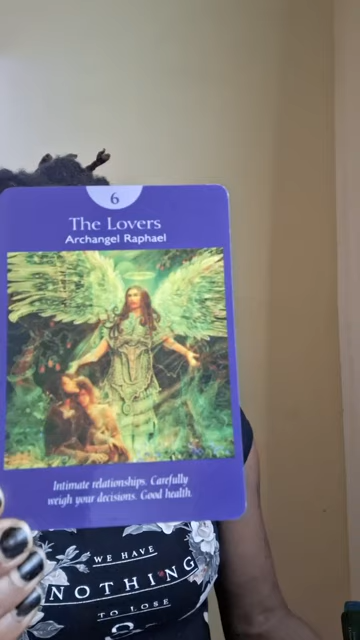 6
The Lovers
Archangel Raphael
Intimate relationships. Carefully
weigh your decisions. Good health.
WE HAVE
NOTHING
TO LOSE